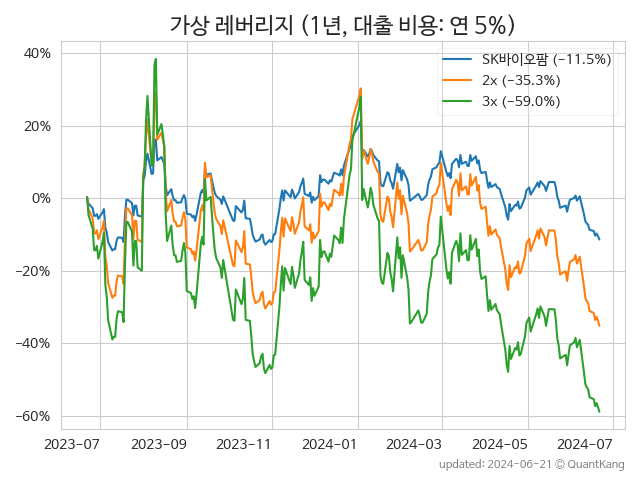 가상 레버리지 (1년, 대출 비용: 연 5%)
SK바이오팜 (−11.5%)
2x (−35.3%)
3x (−59.0%)
40%
20%
0%
−20%
−40%
−60%
2023-07 2023-09 2023-11 2024-01 2024-03 2024-05 2024-07
updated: 2024-06-21 © QuantKang